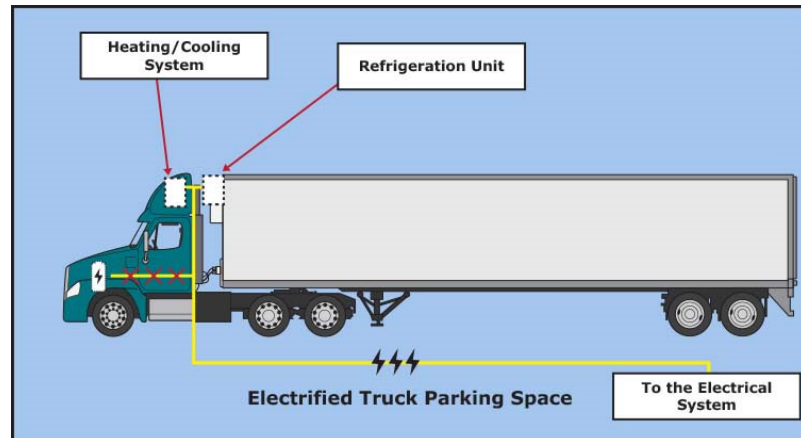 Heating/Cooling
System
Refrigeration Unit
Electrified Truck Parking Space
To the Electrical
System